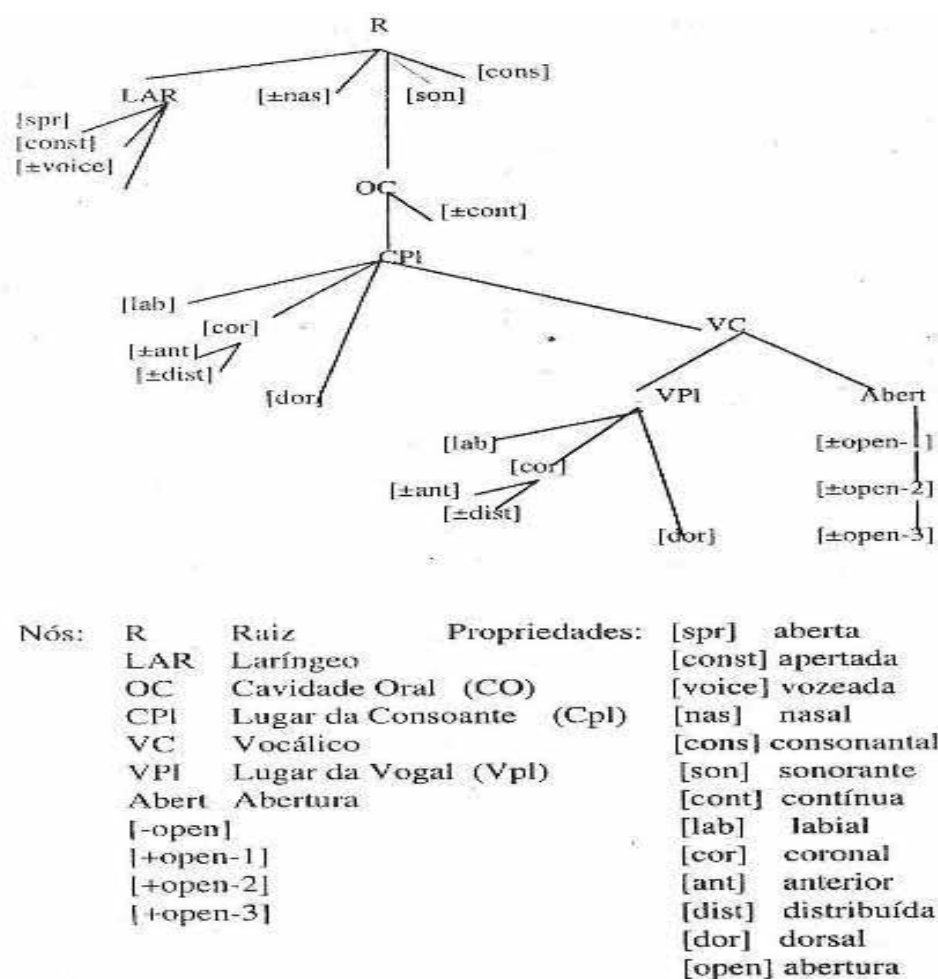 R
[cons]
LAR [±nas] [son]
[spr]
[const]
[±voice]
OC
[±cont]
CPl
[lab]
[cor] VC
[±ant]
[±dist]
[dor] VPl Abert
[lab] [±open-1]
[cor]
[±ant] [±open-2]
[±dist]
[dor] [±open-3]
Nós: R Raiz Propriedades: [spr] aberta
LAR Laríngeo [const] apertada
OC Cavidade Oral (CO) [voice] vozeada
CPl Lugar da Consoante (Cpl) [nas] nasal
VC Vocálico [cons] consonantal
VPl Lugar da Vogal (Vpl) [son] sonorante
Abert Abertura [cont] contínua
[-open] [lab] labial
[+open-1] [cor] coronal
[+open-2] [ant] anterior
[+open-3] [dist] distribuída
[dor] dorsal
[open] abertura